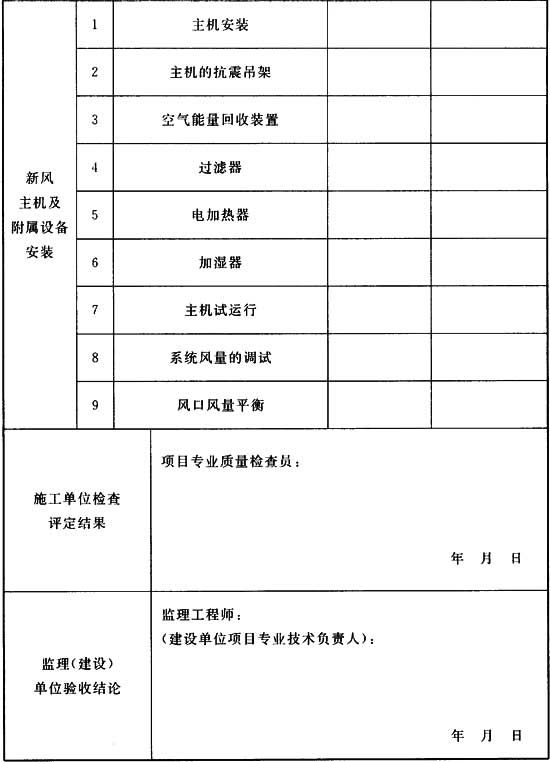 1 主机安装
2 主机的抗震吊架
3 空气能量回收装置
4 过滤器
新风
主机及
附属设备
安装
5 电加热器
6 加湿器
7 主机试运行
8 系统风量的调试
9 风口风量平衡
施工单位检查
评定结果
项目专业质量检查员：
年 月 日
监理（建设）
单位验收结论
监理工程师：
（建设单位项目专业技术负责人）：
年 月 日